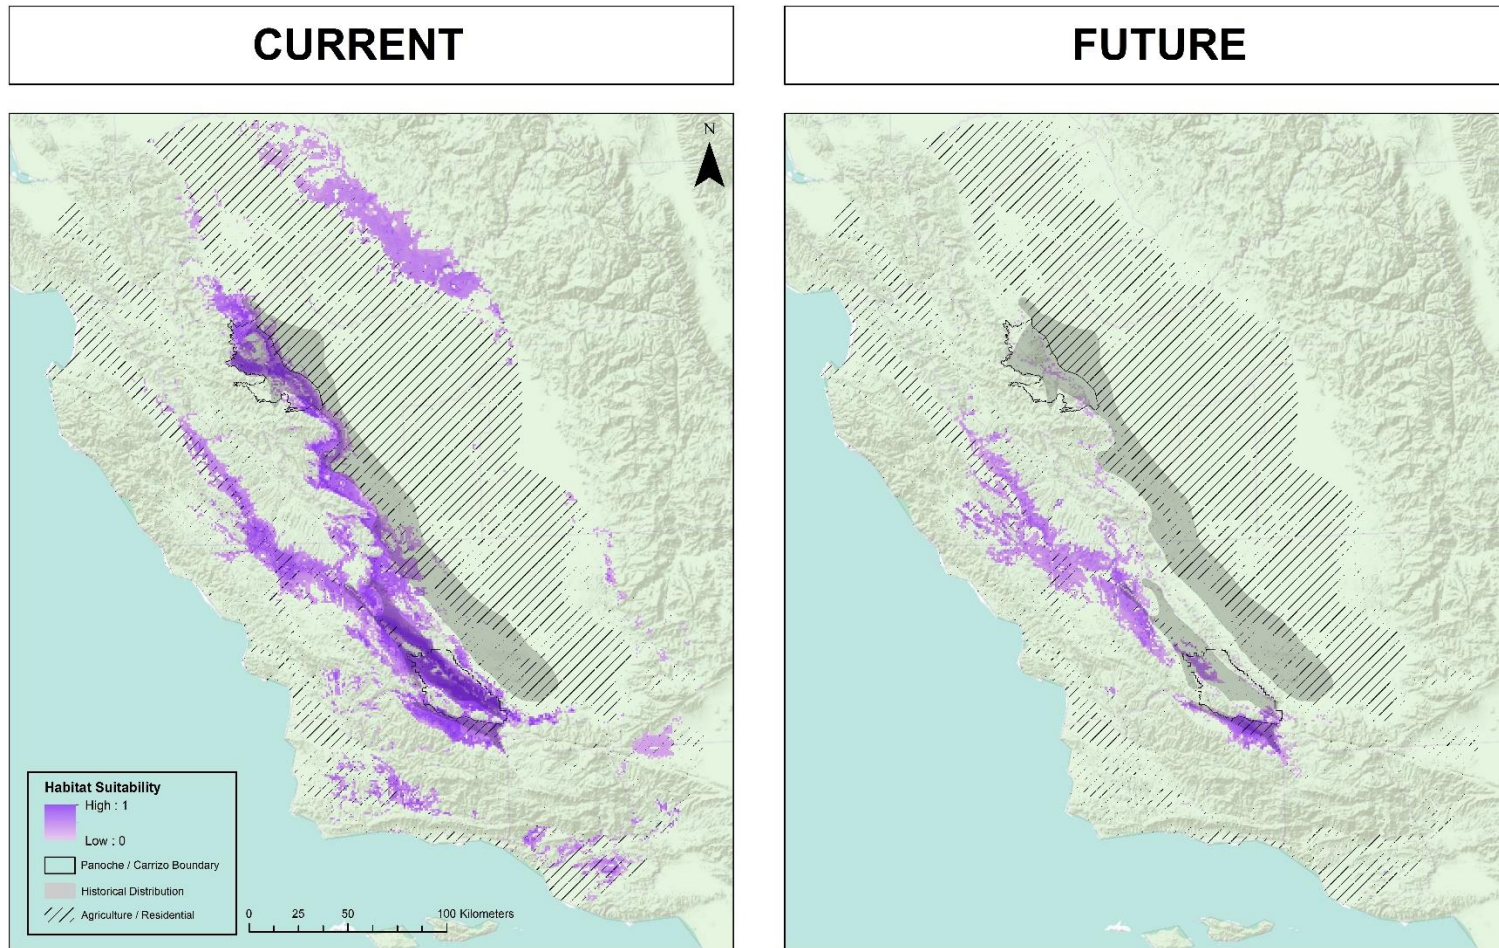 CURRENT
FUTURE
N
Habitat Suitability
High : 1
Low : 0
Panoche / Carrizo Boundary
Historical Distribution
Agriculture / Residential
0 25 50 100 Kilometers